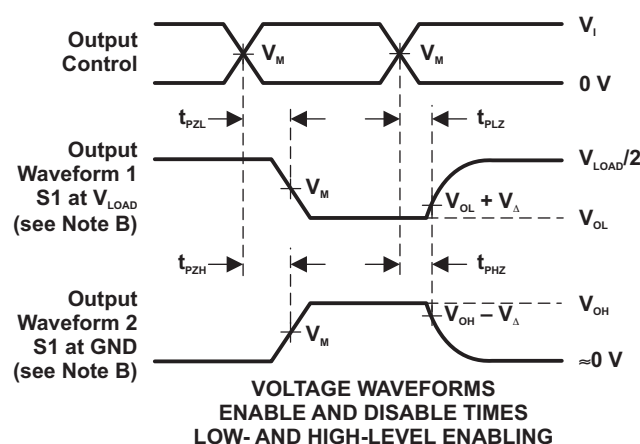 Output
Control
V_M
V_M
V_I
0 V
t_PZL
t_PLZ
Output
Waveform 1
S1 at V_LOAD
(see Note B)
V_M
V_LOAD/2
V_OL + V_Δ
V_OL
t_PZH
t_PHZ
Output
Waveform 2
S1 at GND
(see Note B)
V_M
V_OH
V_OH – V_Δ
≈0 V
VOLTAGE WAVEFORMS
ENABLE AND DISABLE TIMES
LOW- AND HIGH-LEVEL ENABLING